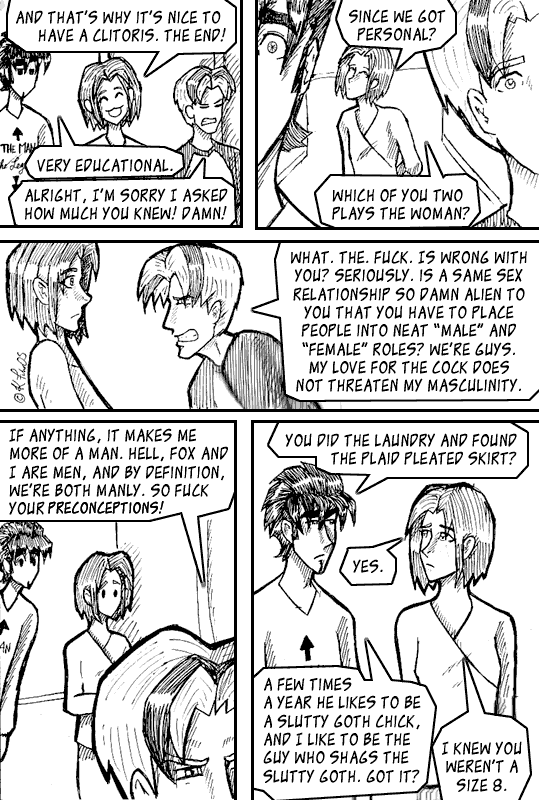 AND THAT'S WHY IT'S NICE TO
HAVE A CLITORIS. THE END!
THE MAN
VERY EDUCATIONAL.
ALRIGHT, I'M SORRY I ASKED
HOW MUCH YOU KNEW! DAMN!
SINCE WE GOT
PERSONAL?
WHICH OF YOU TWO
PLAYS THE WOMAN?
WHAT. THE. FUCK. IS WRONG WITH
YOU? SERIOUSLY. IS A SAME SEX
RELATIONSHIP SO DAMN ALIEN TO
YOU THAT YOU HAVE TO PLACE
PEOPLE INTO NEAT "MALE" AND
"FEMALE" ROLES? WE'RE GUYS.
MY LOVE FOR THE COCK DOES
NOT THREATEN MY MASCULINITY.
IF ANYTHING, IT MAKES ME
MORE OF A MAN. HELL, FOX AND
I ARE MEN, AND BY DEFINITION,
WE'RE BOTH MANLY. SO FUCK
YOUR PRECONCEPTIONS!
AN
YOU DID THE LAUNDRY AND FOUND
THE PLAID PLEATED SKIRT?
YES.
A FEW TIMES
A YEAR HE LIKES TO BE
A SLUTTY GOTH CHICK,
AND I LIKE TO BE THE
GUY WHO SHAGS THE
SLUTTY GOTH. GOT IT?
I KNEW YOU
WEREN'T A
SIZE 8.